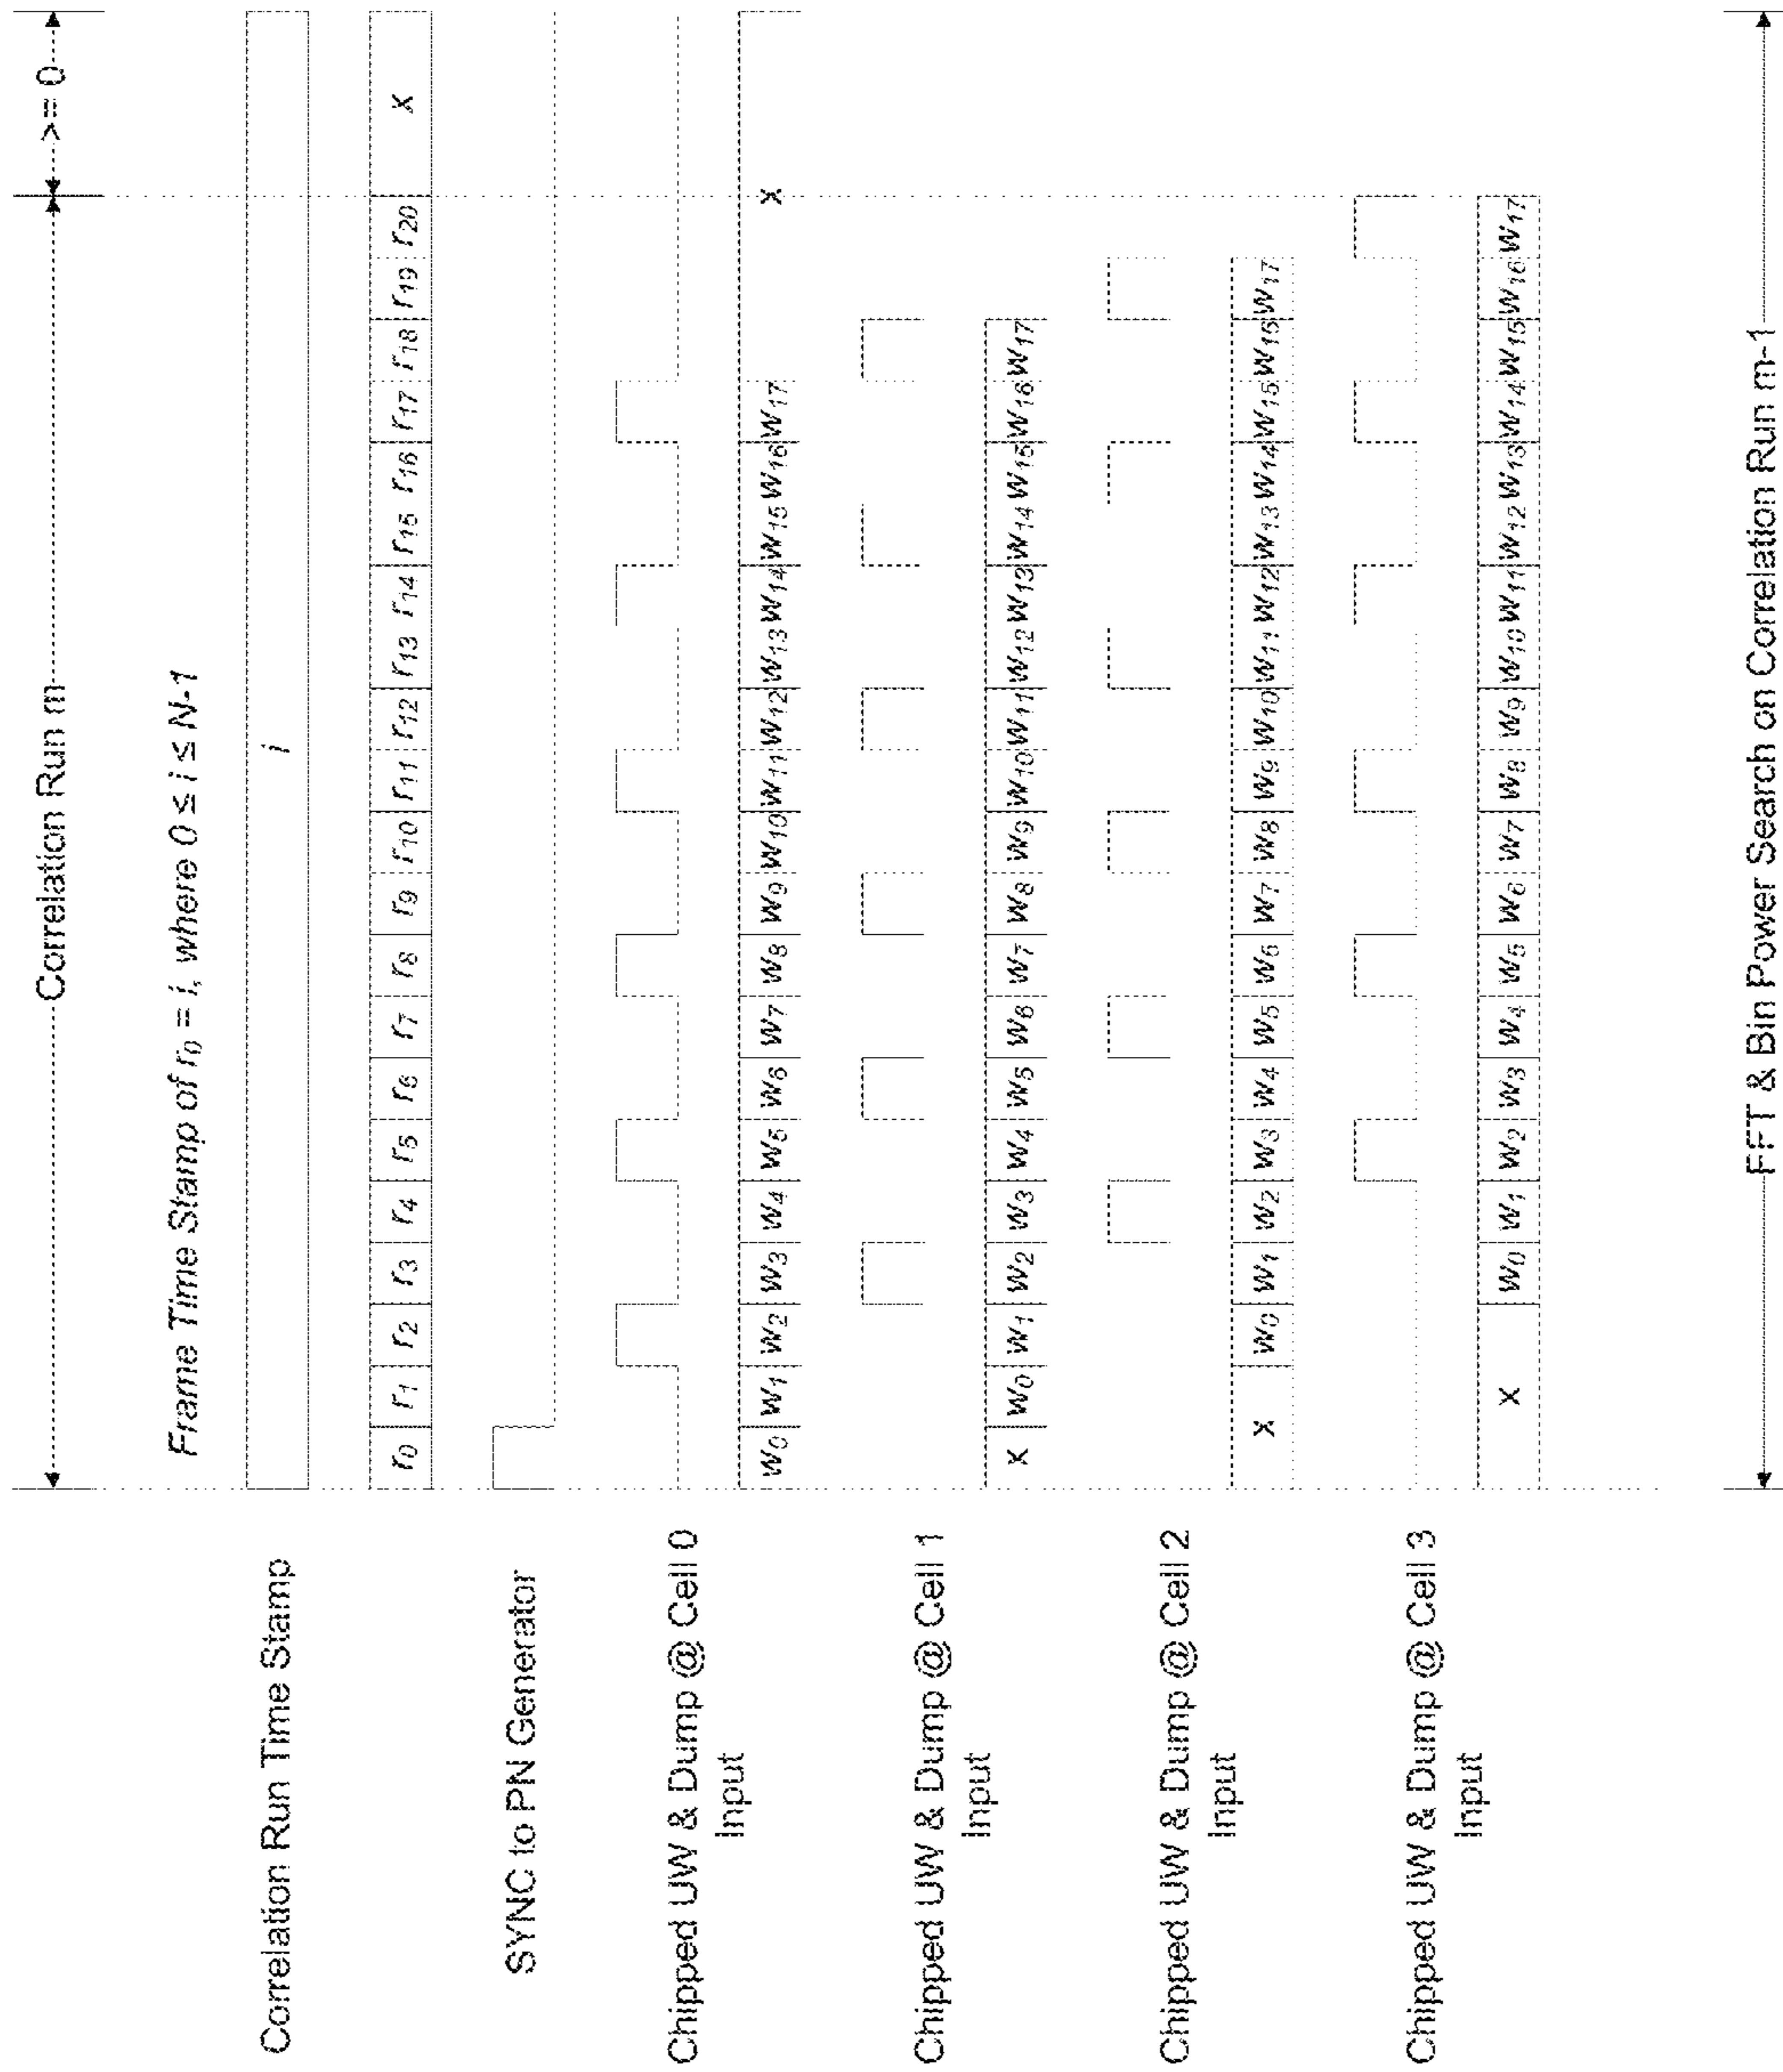 Correlation Run m
>= 0
Frame Time Stamp of r0 = i, where 0 ≤ i ≤ N-1
Correlation Run Time Stamp
i
r0 r1 r2 r3 r4 r5 r6 r7 r8 r9 r10 r11 r12 r13 r14 r15 r16 r17 r18 r19 r20 X
SYNC to PN Generator
Chipped UW & Dump @ Cell 0
Input
W0 W1 W2 W3 W4 W5 W6 W7 W8 W9 W10 W11 W12 W13 W14 W15 W16 W17 X
Chipped UW & Dump @ Cell 1
Input
X W0 W1 W2 W3 W4 W5 W6 W7 W8 W9 W10 W11 W12 W13 W14 W15 W16 W17
Chipped UW & Dump @ Cell 2
Input
X W0 W1 W2 W3 W4 W5 W6 W7 W8 W9 W10 W11 W12 W13 W14 W15 W16 W17
Chipped UW & Dump @ Cell 3
Input
X W0 W1 W2 W3 W4 W5 W6 W7 W8 W9 W10 W11 W12 W13 W14 W15 W16 W17
FFT & Bin Power Search on Correlation Run m-1